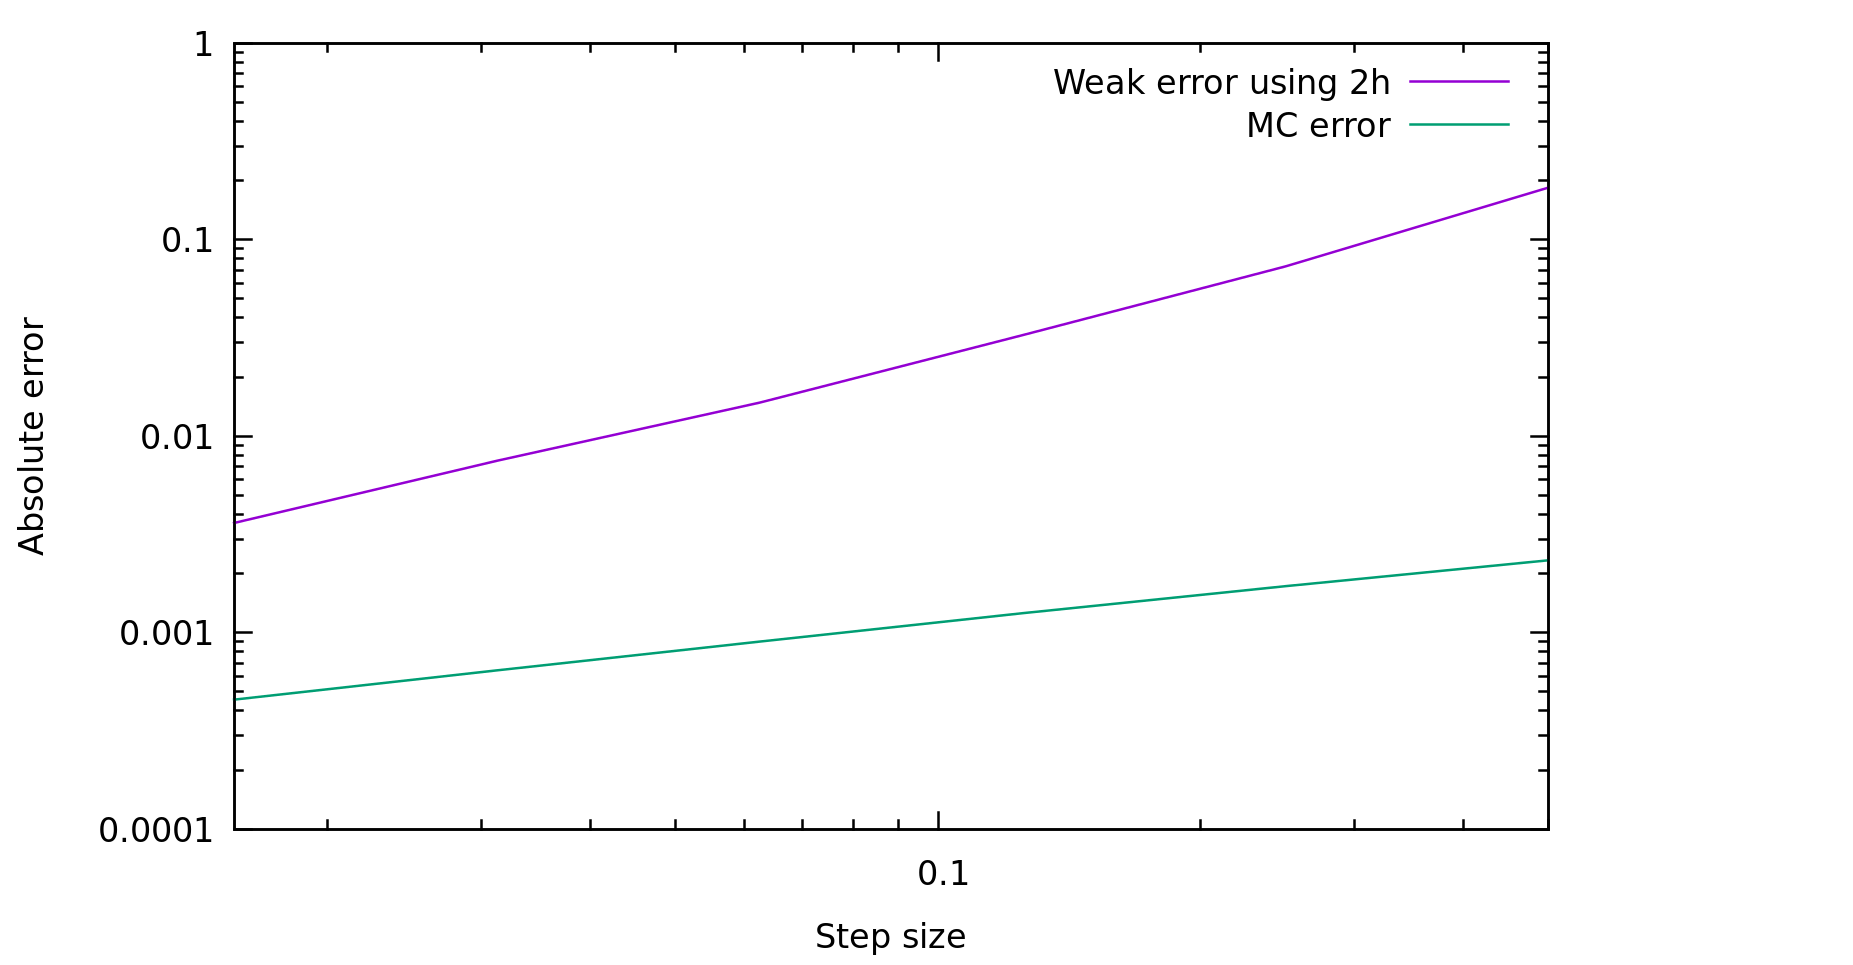 1
0.1
0.01
0.001
0.0001
Absolute error
Weak error using 2h
MC error
0.1
Step size